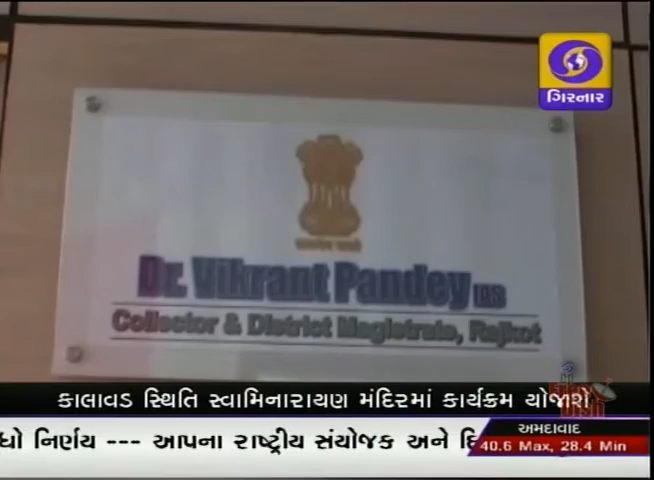 ગિરનાર
Dr. Vikrant Pandey IAS
Collector & District Magistrate, Rajkot
કાલાવડ સ્થિતિ સ્વામિનારાયણ મંદિરમાં કાર્યક્રમ યોજાશે
અમદાવાદ
ધો નિર્ણય --- આપના રાષ્ટ્રીય સંયોજક અને
40.6 Max, 28.4 Min